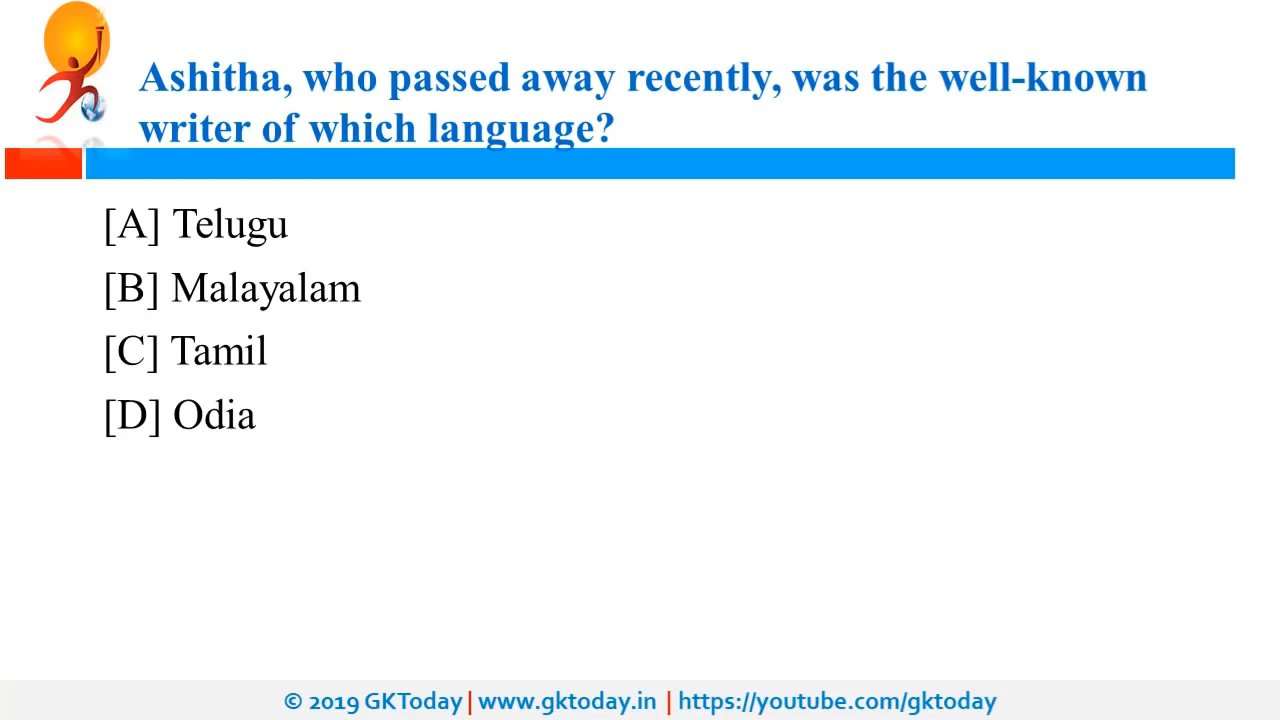 Ashitha, who passed away recently, was the well-known
writer of which language?
[A] Telugu
[B] Malayalam
[C] Tamil
[D] Odia
© 2019 GKToday | www.gktoday.in | https://youtube.com/gktoday